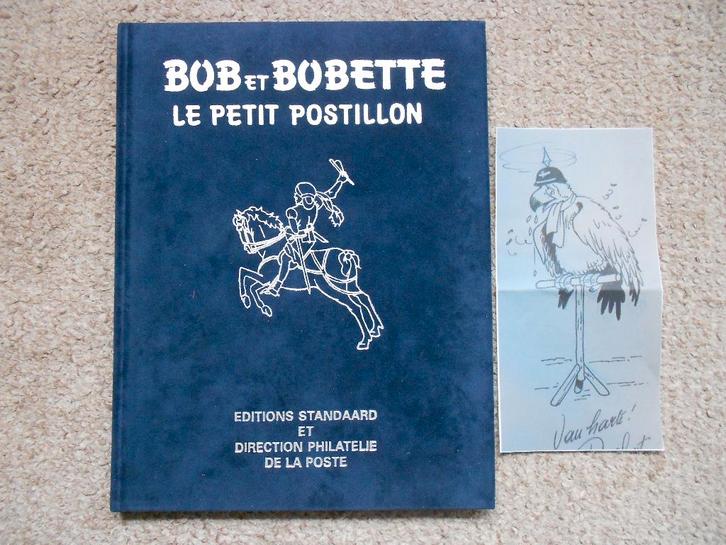 BOB ET BOBETTE
LE PETIT POSTILLON
EDITIONS STANDAARD
ET
DIRECTION PHILATELIE
DE LA POSTE
Van harte!